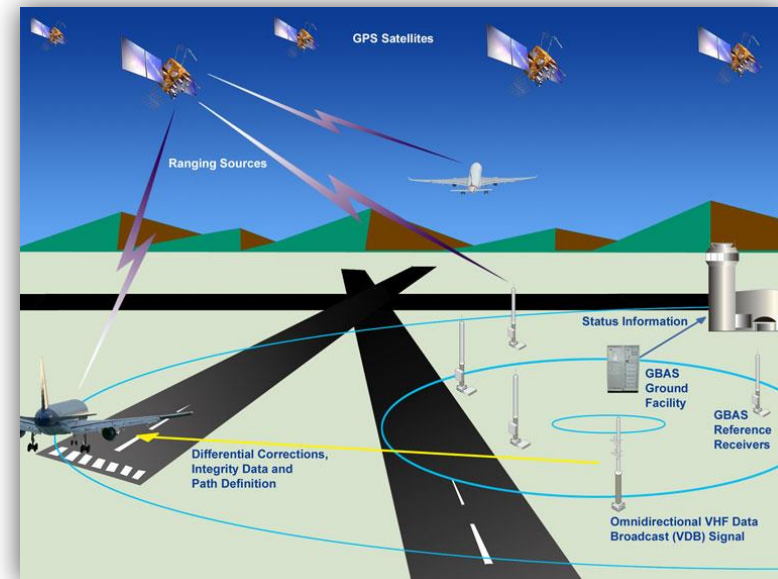 GPS Satellites
Ranging Sources
Status Information
GBAS
Ground
Facility
GBAS
Reference
Receivers
Differential Corrections,
Integrity Data and
Path Definition
Omnidirectional VHF Data
Broadcast (VDB) Signal